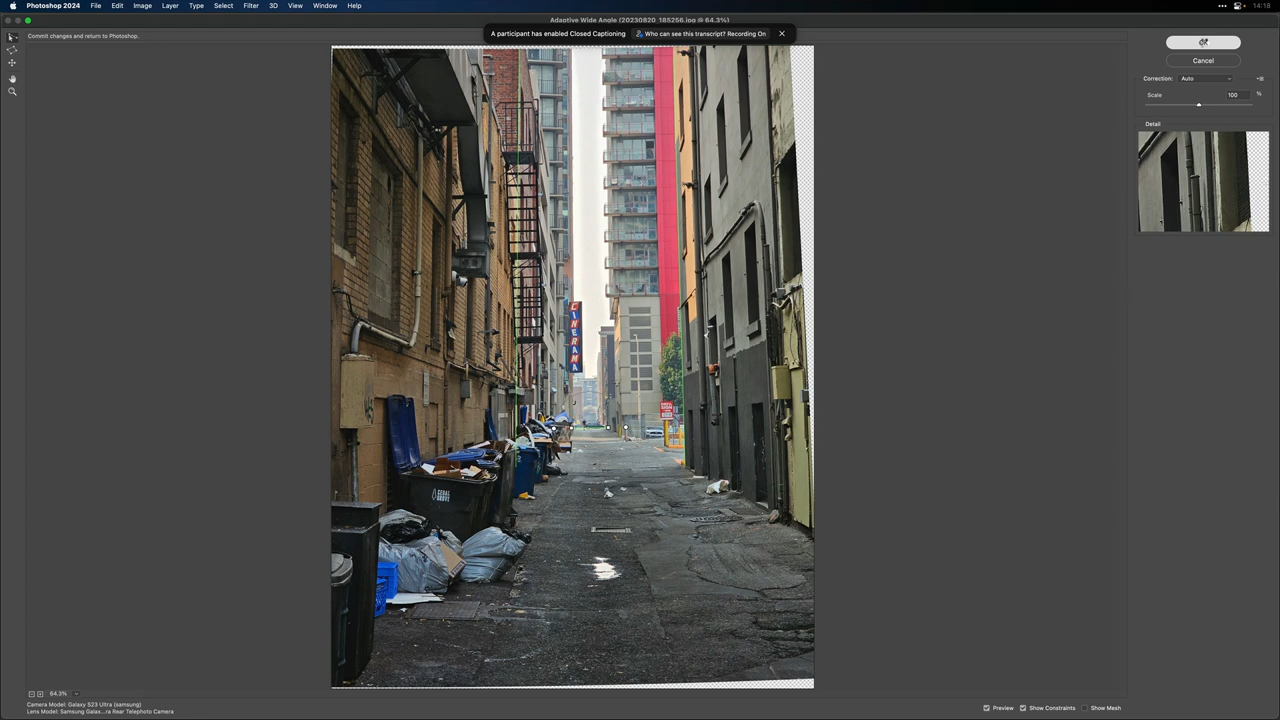 Photoshop 2024 File Edit Image Layer Type Select Filter 3D View Window Help 14:18
Adaptive Wide Angle (20230820_185256.jpg @ 64.3%)
A participant has enabled Closed Captioning Who can see this transcript? Recording On
Commit changes and return to Photoshop.
Cancel
Correction: Auto
Scale 100 %
Detail
CINERAMA
SIGN
CEDAR
GROVE
64.3%
Camera Model: Galaxy S23 Ultra (samsung)
Lens Model: Samsung Galax...ra Rear Telephoto Camera
Preview Show Constraints Show Mesh